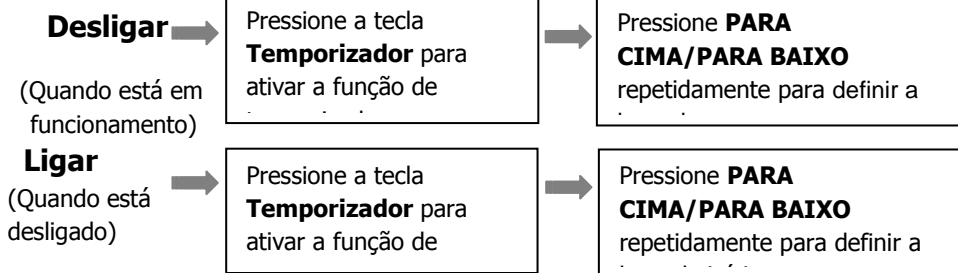 Desligar
(Quando está em
funcionamento)
Pressione a tecla
Temporizador para
ativar a função de
Pressione PARA
CIMA/PARA BAIXO
repetidamente para definir a
Ligar
(Quando está
desligado)
Pressione a tecla
Temporizador para
ativar a função de
Pressione PARA
CIMA/PARA BAIXO
repetidamente para definir a